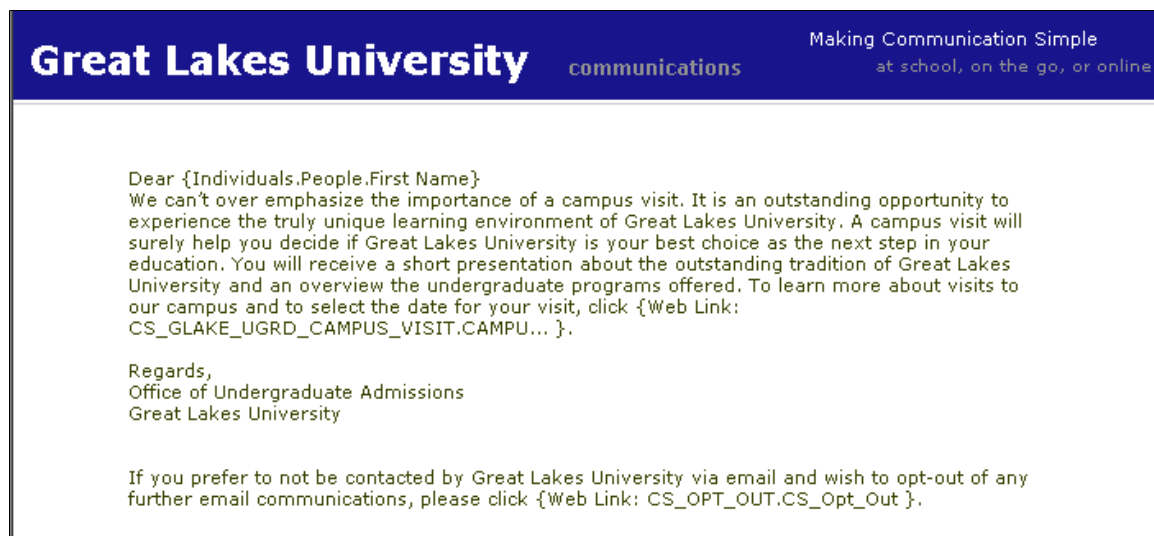 Great Lakes University communications
Making Communication Simple
at school, on the go, or online
Dear {Individuals.People.First Name}
We can't over emphasize the importance of a campus visit. It is an outstanding opportunity to
experience the truly unique learning environment of Great Lakes University. A campus visit will
surely help you decide if Great Lakes University is your best choice as the next step in your
education. You will receive a short presentation about the outstanding tradition of Great Lakes
University and an overview the undergraduate programs offered. To learn more about visits to
our campus and to select the date for your visit, click {Web Link:
CS_GLAKE_UGRD_CAMPUS_VISIT.CAMPU... }.
Regards,
Office of Undergraduate Admissions
Great Lakes University
If you prefer to not be contacted by Great Lakes University via email and wish to opt-out of any
further email communications, please click {Web Link: CS_OPT_OUT.CS_Opt_Out }.